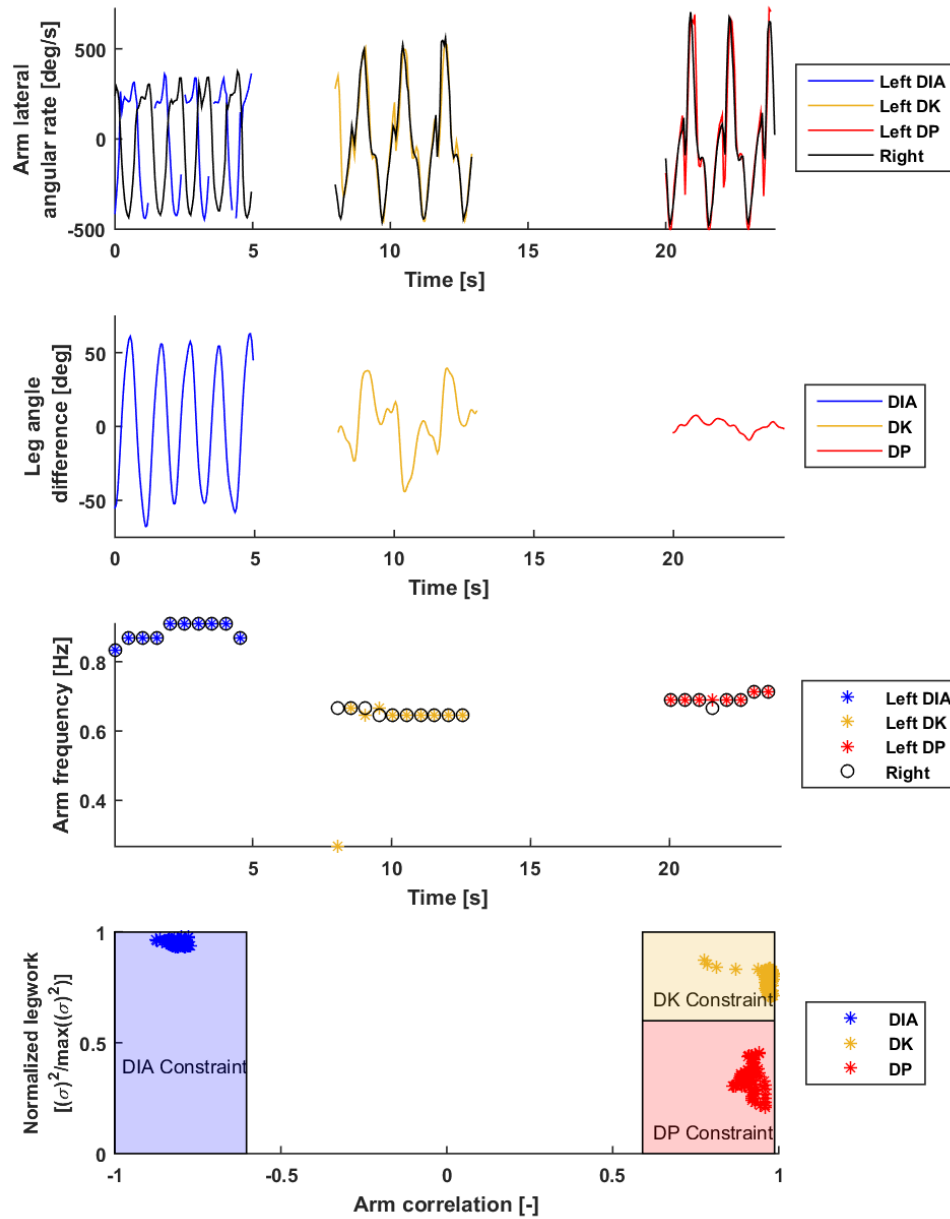 Arm lateral
angular rate [deg/s]
500
0
-500
0
5
10
15
20
Time [s]
Left DIA
Left DK
Left DP
Right
Leg angle
difference [deg]
50
0
-50
0
5
10
15
20
Time [s]
DIA
DK
DP
Arm frequency [Hz]
0.8
0.6
0.4
5
10
15
20
Time [s]
Left DIA
Left DK
Left DP
Right
Normalized legwork
[(σ)^2/max((σ)^2)]
1
0.5
0
-1
-0.5
0
0.5
1
DIA Constraint
DK Constraint
DP Constraint
Arm correlation [-]
DIA
DK
DP